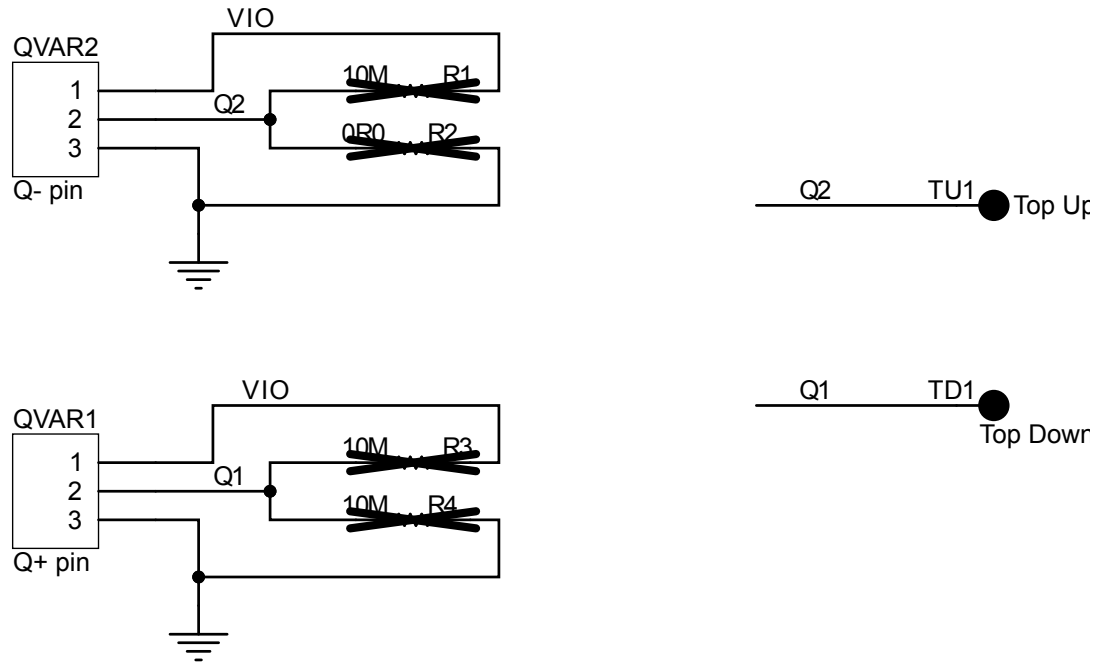 VIO
QVAR2
10M R1
1
Q2
2
0R0 R2
3
Q- pin
Q2 TU1
Top Up
VIO
Q1 TD1
QVAR1
Top Down
10M R3
1
Q1
2
10M R4
3
Q+ pin